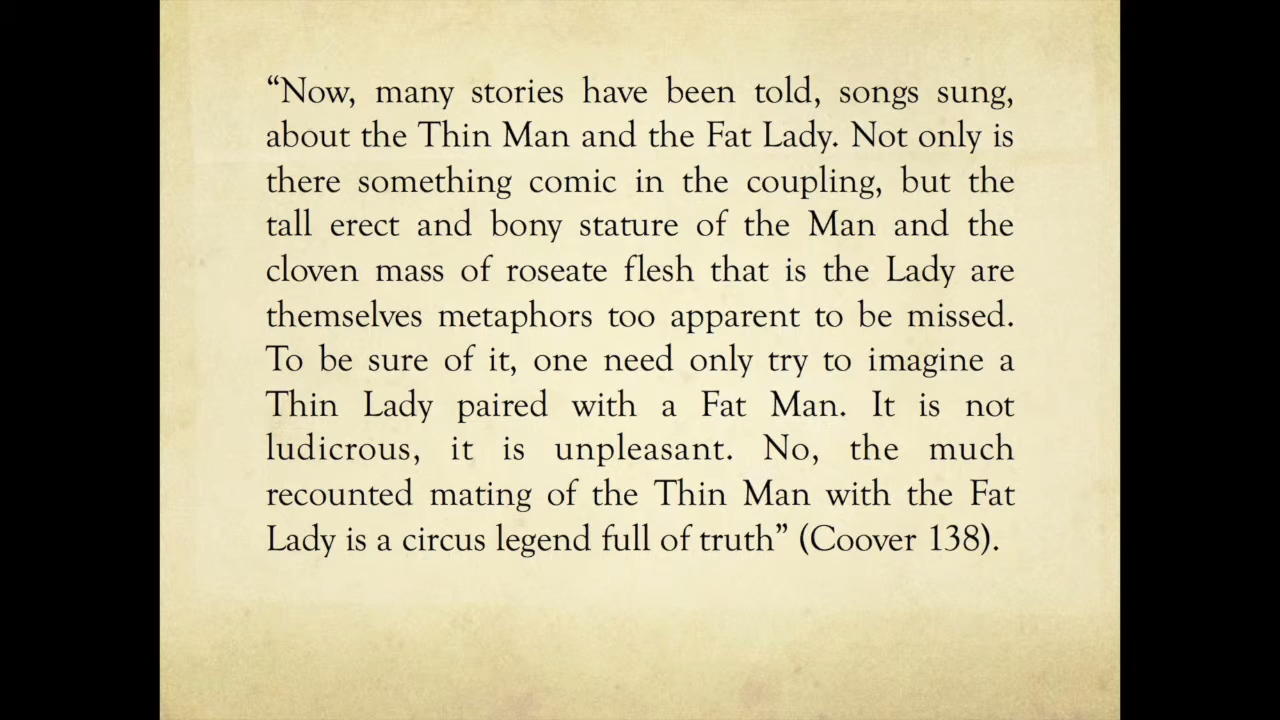 “Now, many stories have been told, songs sung,
about the Thin Man and the Fat Lady. Not only is
there something comic in the coupling, but the
tall erect and bony stature of the Man and the
cloven mass of roseate flesh that is the Lady are
themselves metaphors too apparent to be missed.
To be sure of it, one need only try to imagine a
Thin Lady paired with a Fat Man. It is not
ludicrous, it is unpleasant. No, the much
recounted mating of the Thin Man with the Fat
Lady is a circus legend full of truth” (Coover 138).